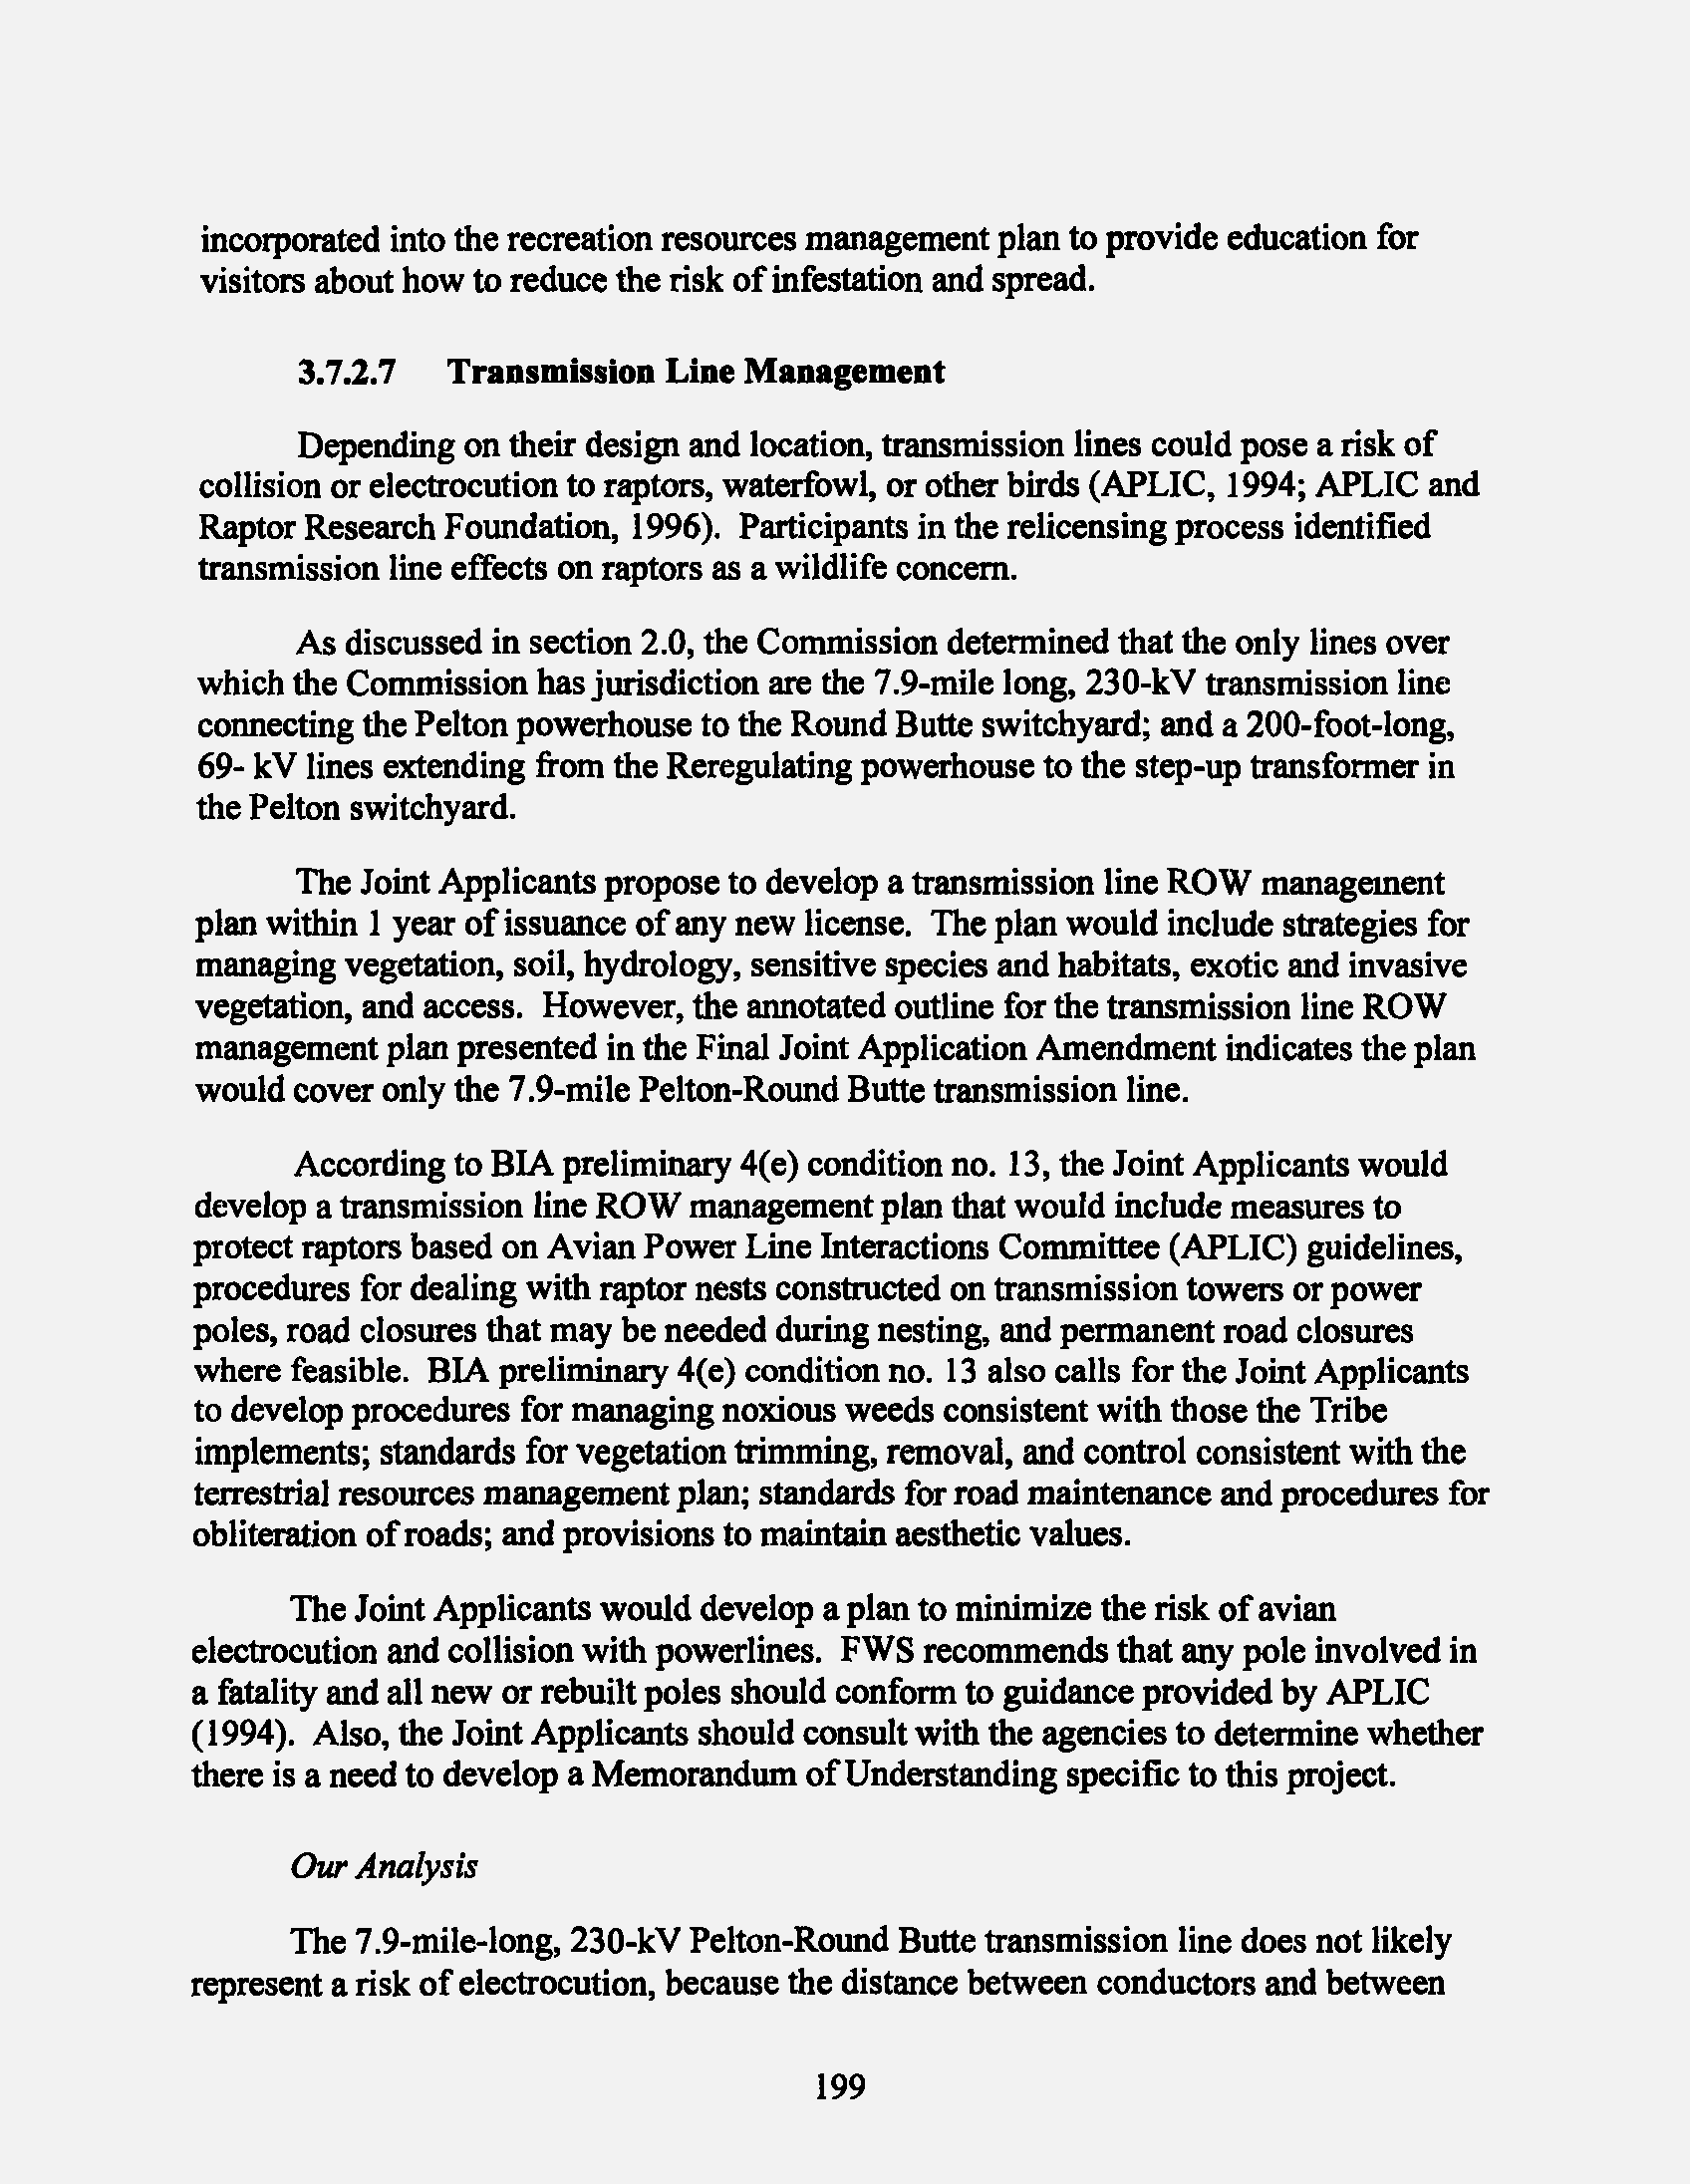 incorporated into the recreation resources management plan to provide education for
visitors about how to reduce the risk of infestation and spread.
3.7.2.7 Transmission Line Management
Depending on their design and location, transmission lines could pose a risk of
collision or electrocution to raptors, waterfowl, or other birds (APLIC, 1994; APLIC and
Raptor Research Foundation, 1996). Participants in the relicensing process identified
transmission line effects on raptors as a wildlife concern.
As discussed in section 2.0, the Commission determined that the only lines over
which the Commission has jurisdiction are the 7.9-mile long, 230-kV transmission line
connecting the Pelton powerhouse to the Round Butte switchyard; and a 200-foot-long,
69- kV lines extending from the Reregulating powerhouse to the step-up transformer in
the Pelton switchyard.
The Joint Applicants propose to develop a transmission line ROW management
plan within 1 year of issuance of any new license. The plan would include strategies for
managing vegetation, soil, hydrology, sensitive species and habitats, exotic and invasive
vegetation, and access. However, the annotated outline for the transmission line ROW
management plan presented in the Final Joint Application Amendment indicates the plan
would cover only the 7.9-mile Pelton-Round Butte transmission line.
According to BIA preliminary 4(e) condition no. 13, the Joint Applicants would
develop a transmission line ROW management plan that would include measures to
protect raptors based on Avian Power Line Interactions Committee (APLIC) guidelines,
procedures for dealing with raptor nests constructed on transmission towers or power
poles, road closures that may be needed during nesting, and permanent road closures
where feasible. BIA preliminary 4(e) condition no. 13 also calls for the Joint Applicants
to develop procedures for managing noxious weeds consistent with those the Tribe
implements; standards for vegetation trimming, removal, and control consistent with the
terrestrial resources management plan; standards for road maintenance and procedures for
obliteration of roads; and provisions to maintain aesthetic values.
The Joint Applicants would develop a plan to minimize the risk of avian
electrocution and collision with powerlines. FWS recommends that any pole involved in
a fatality and all new or rebuilt poles should conform to guidance provided by APLIC
(1994). Also, the Joint Applicants should consult with the agencies to determine whether
there is a need to develop a Memorandum of Understanding specific to this project.
Our Analysis
The 7.9-mile-long, 230-kV Pelton-Round Butte transmission line does not likely
represent a risk of electrocution, because the distance between conductors and between
199